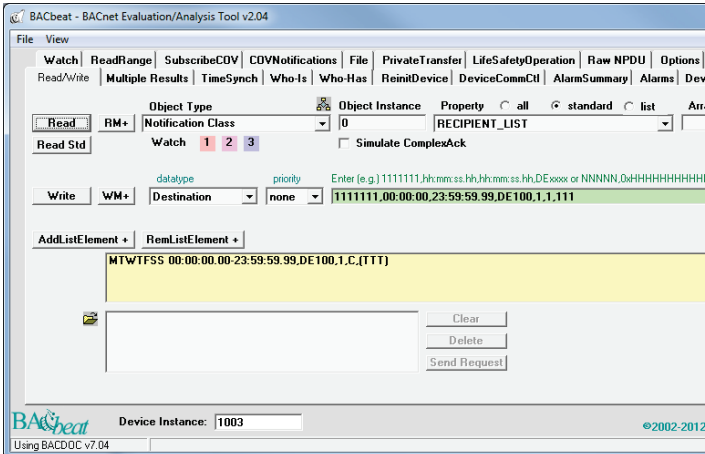 BACbeat - BACnet Evaluation/Analysis Tool v2.04
File View
Watch ReadRange SubscribeCOV COVNotifications File PrivateTransfer LifeSafetyOperation Raw NPDU Options
Read/Write Multiple Results TimeSynch Who-Is Who-Has ReinitDevice DeviceCommCtl AlarmSummary Alarms Dev
Object Type Object Instance Property all standard list Arr
Read RM+ Notification Class 0 RECIPIENT_LIST
Read Std Watch 1 2 3 Simulate ComplexAck
datatype priority Enter (e.g.) 1111111,hh:mm:ss.hh,hh:mm:ss.hh,DExxxx or NNNNN,0xHHHHHHHHHHH
Write WM+ Destination none 1111111,00:00:00,23:59:59.99,DE100,1,1,111
AddListElement + RemListElement +
MTWTFSS 00:00:00.00-23:59:59.99,DE100,1,C,(TTT)
Clear
Delete
Send Request
BACbeat Device Instance: 1003
©2002-2012
Using BACDOC v7.04